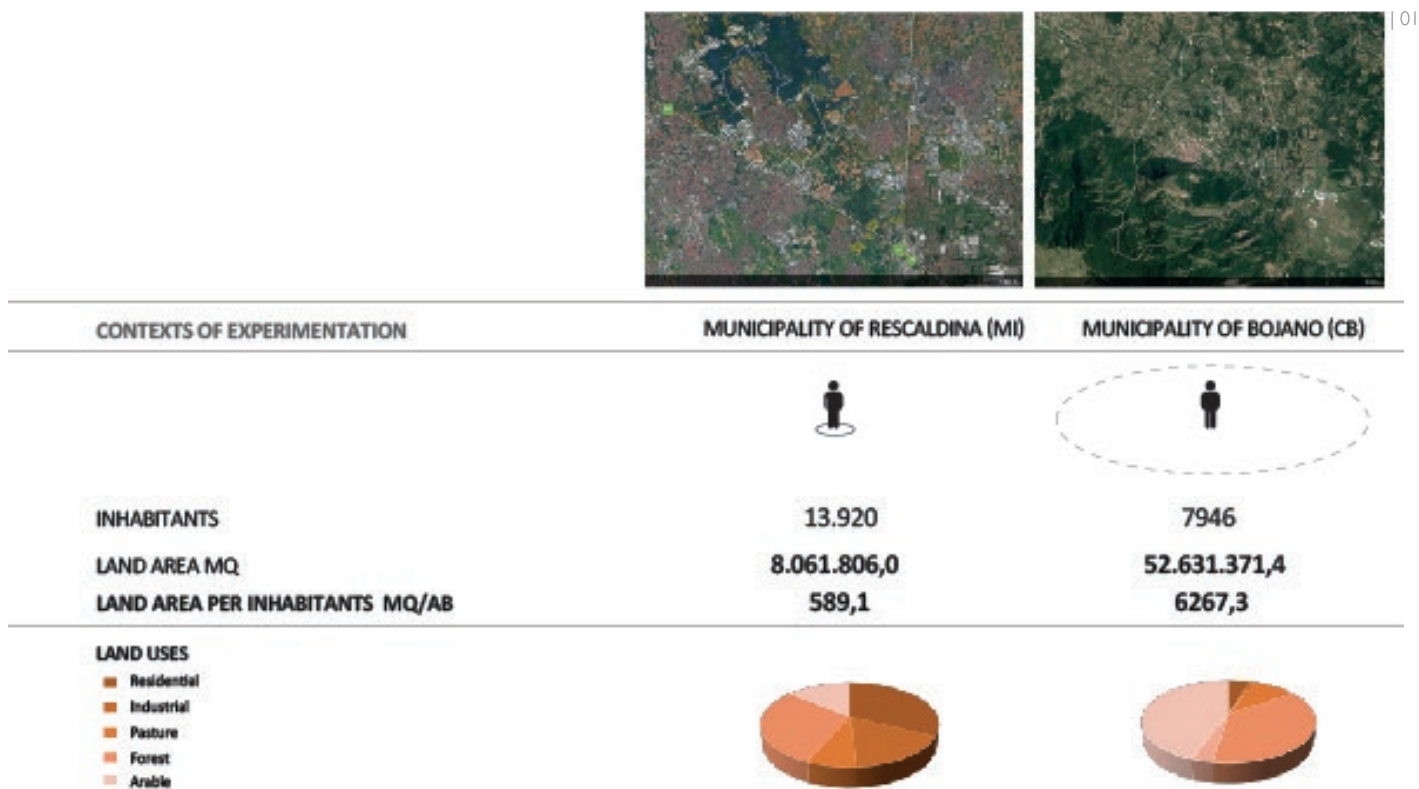 | 01
CONTEXTS OF EXPERIMENTATION MUNICIPALITY OF RESCALDINA (MI) MUNICIPALITY OF BOJANO (CB)
INHABITANTS 13.920 7946
LAND AREA MQ 8.061.806,0 52.631.371,4
LAND AREA PER INHABITANTS MQ/AB 589,1 6267,3
LAND USES
Residential
Industrial
Pasture
Forest
Arable